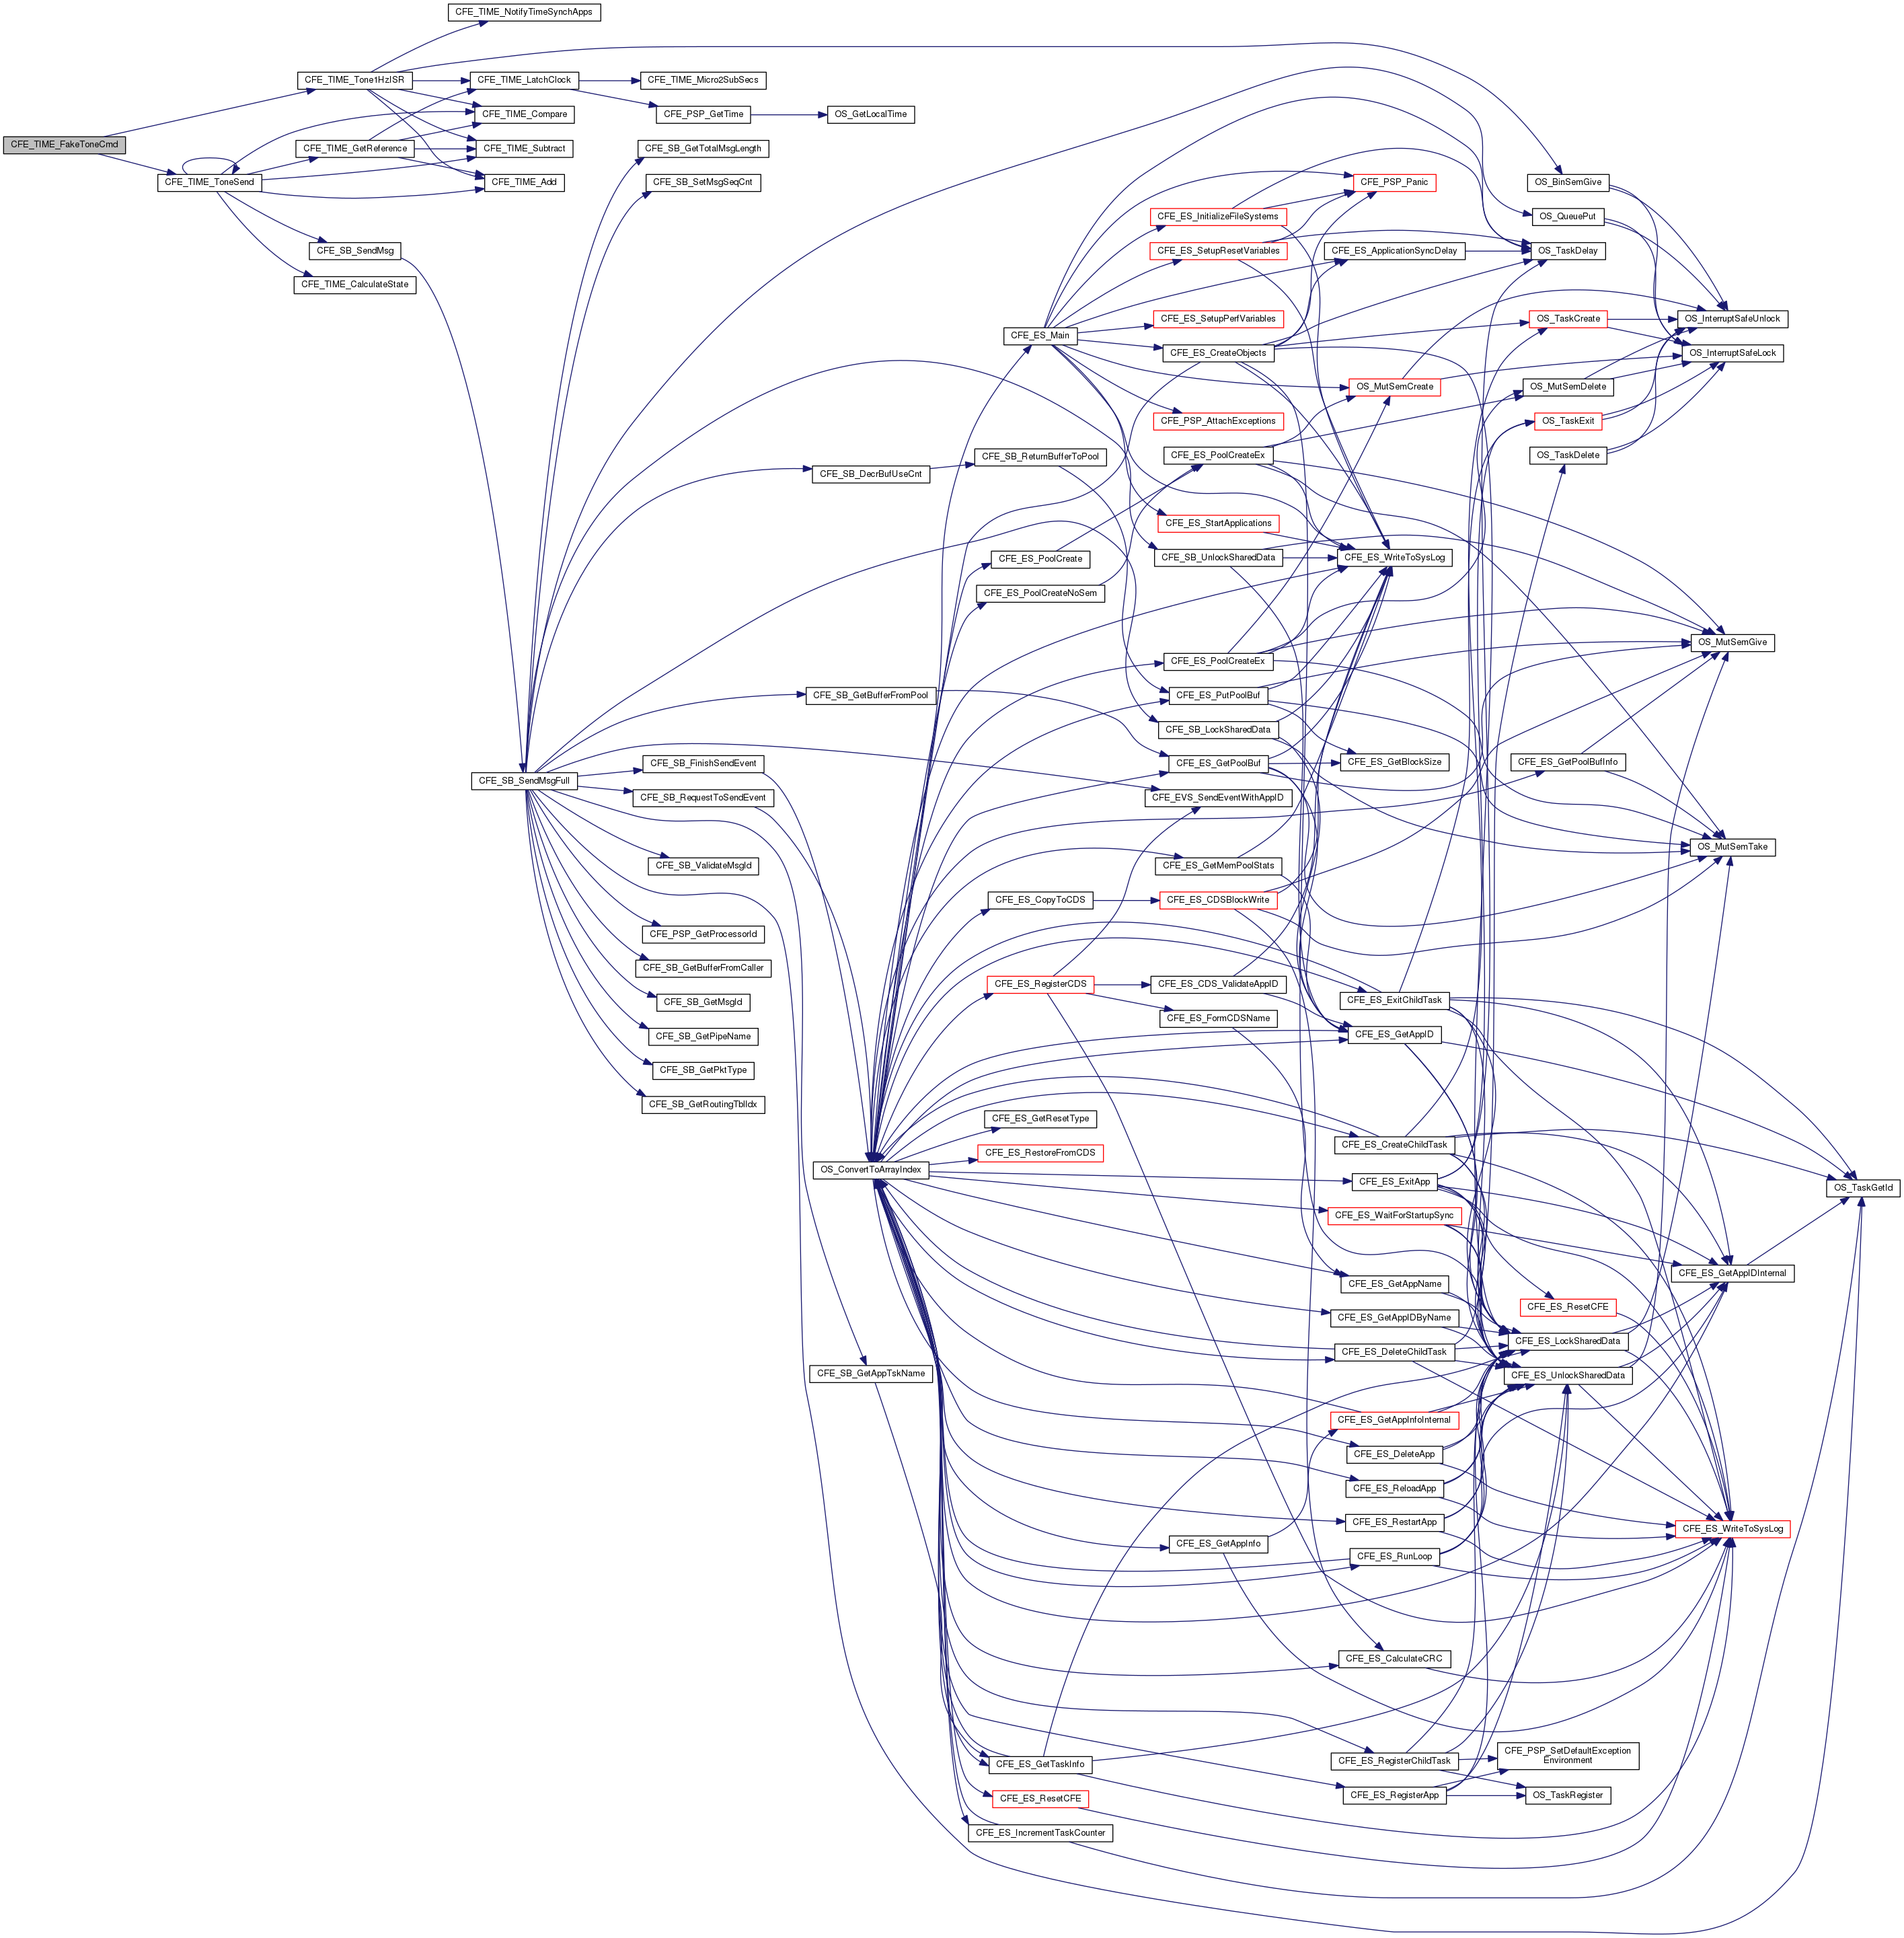 CFE_TIME_NotifyTimeSynchApps
CFE_TIME_Tone1HzISR
CFE_TIME_LatchClock
CFE_TIME_Micro2SubSecs
CFE_TIME_Compare
CFE_PSP_GetTime
OS_GetLocalTime
CFE_TIME_FakeToneCmd
CFE_TIME_GetReference
CFE_TIME_Subtract
CFE_SB_GetTotalMsgLength
CFE_TIME_ToneSend
CFE_TIME_Add
CFE_SB_SetMsgSeqCnt
CFE_PSP_Panic
OS_BinSemGive
CFE_ES_InitializeFileSystems
OS_QueuePut
CFE_SB_SendMsg
CFE_ES_SetupResetVariables
CFE_ES_ApplicationSyncDelay
OS_TaskDelay
CFE_TIME_CalculateState
CFE_ES_SetupPerfVariables
OS_TaskCreate
OS_InterruptSafeUnlock
CFE_ES_Main
CFE_ES_CreateObjects
OS_InterruptSafeLock
OS_MutSemCreate
OS_MutSemDelete
CFE_PSP_AttachExceptions
OS_TaskExit
CFE_SB_ReturnBufferToPool
CFE_ES_PoolCreateEx
OS_TaskDelete
CFE_SB_DecrBufUseCnt
CFE_ES_StartApplications
CFE_ES_PoolCreate
CFE_SB_UnlockSharedData
CFE_ES_WriteToSysLog
CFE_ES_PoolCreateNoSem
OS_MutSemGive
CFE_ES_PoolCreateEx
CFE_SB_GetBufferFromPool
CFE_ES_PutPoolBuf
CFE_SB_LockSharedData
CFE_SB_FinishSendEvent
CFE_ES_GetPoolBuf
CFE_ES_GetBlockSize
CFE_ES_GetPoolBufInfo
CFE_SB_SendMsgFull
CFE_SB_RequestToSendEvent
CFE_EVS_SendEventWithAppID
OS_MutSemTake
CFE_SB_ValidateMsgId
CFE_ES_GetMemPoolStats
CFE_ES_CopyToCDS
CFE_ES_CDSBlockWrite
CFE_PSP_GetProcessorId
CFE_SB_GetBufferFromCaller
CFE_ES_RegisterCDS
CFE_ES_CDS_ValidateAppID
CFE_SB_GetMsgId
CFE_ES_ExitChildTask
CFE_ES_FormCDSName
CFE_SB_GetPipeName
CFE_ES_GetAppID
CFE_SB_GetPktType
CFE_SB_GetRoutingTblIdx
CFE_ES_GetResetType
CFE_ES_CreateChildTask
CFE_ES_RestoreFromCDS
OS_ConvertToArrayIndex
CFE_ES_ExitApp
OS_TaskGetId
CFE_ES_WaitForStartupSync
CFE_ES_GetAppIDInternal
CFE_ES_GetAppName
CFE_ES_ResetCFE
CFE_ES_GetAppIDByName
CFE_ES_LockSharedData
CFE_ES_DeleteChildTask
CFE_SB_GetAppTskName
CFE_ES_UnlockSharedData
CFE_ES_GetAppInfoInternal
CFE_ES_DeleteApp
CFE_ES_ReloadApp
CFE_ES_RestartApp
CFE_ES_WriteToSysLog
CFE_ES_GetAppInfo
CFE_ES_RunLoop
CFE_ES_CalculateCRC
CFE_ES_GetTaskInfo
CFE_ES_RegisterChildTask
CFE_PSP_SetDefaultException
Environment
CFE_ES_ResetCFE
CFE_ES_RegisterApp
OS_TaskRegister
CFE_ES_IncrementTaskCounter